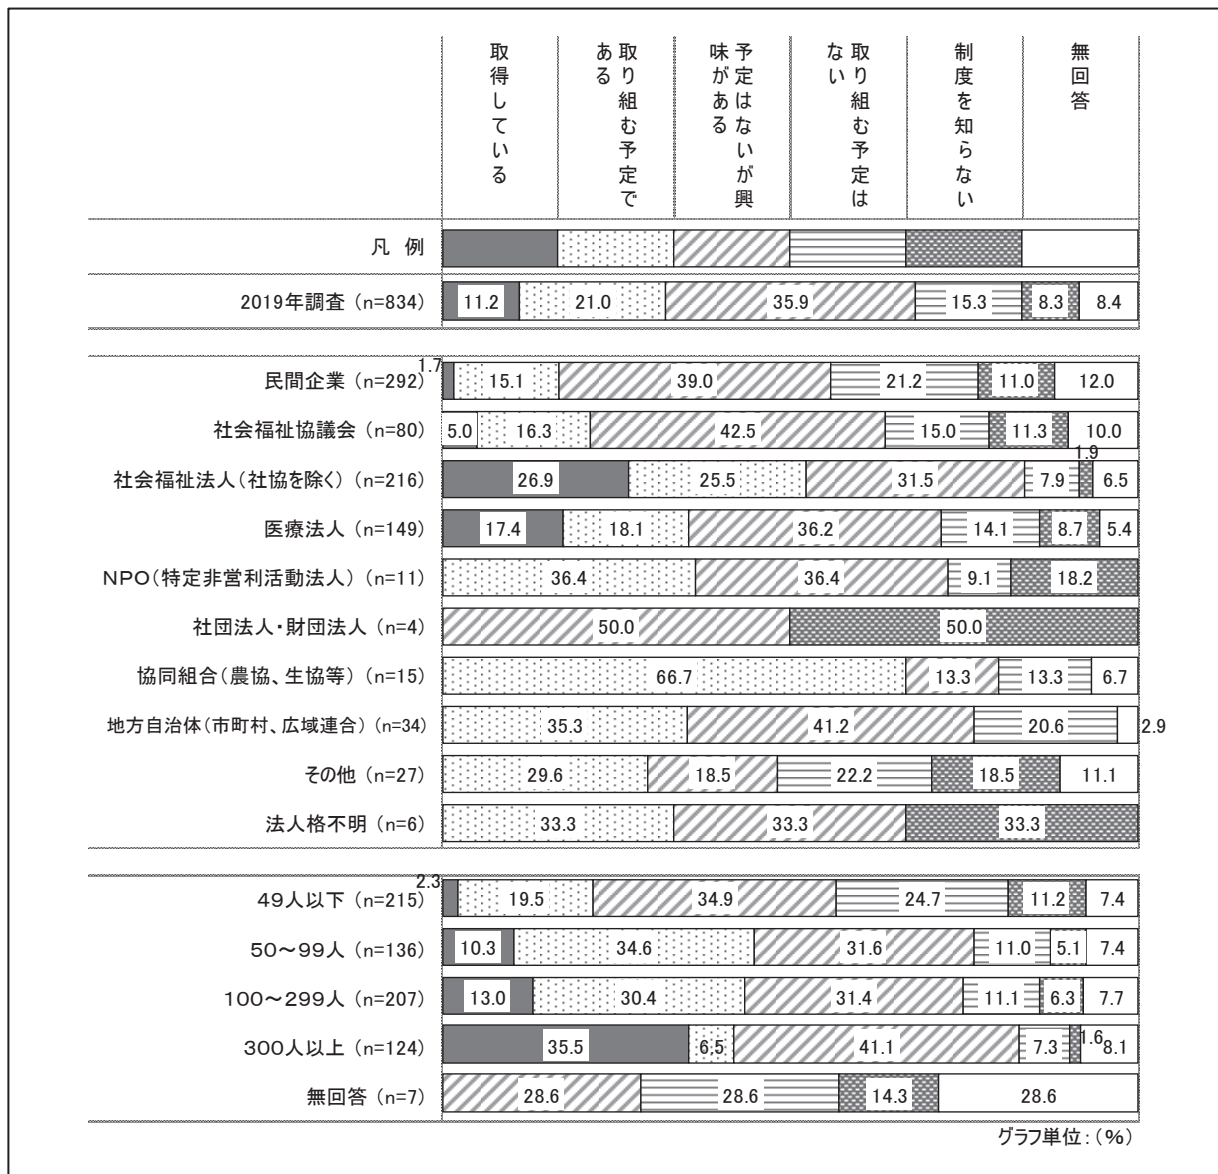 取得している
取り組む予定で
ある
予定はないが興
味がある
取り組む予定は
ない
制度を知らない
無回答
凡 例
2019年調査 (n=834) 11.2 21.0 35.9 15.3 8.3 8.4
民間企業 (n=292) 1.7 15.1 39.0 21.2 11.0 12.0
社会福祉協議会 (n=80) 5.0 16.3 42.5 15.0 11.3 10.0
社会福祉法人(社協を除く) (n=216) 26.9 25.5 31.5 7.9 1.9 6.5
医療法人 (n=149) 17.4 18.1 36.2 14.1 8.7 5.4
NPO(特定非営利活動法人) (n=11) 36.4 36.4 9.1 18.2
社団法人・財団法人 (n=4) 50.0 50.0
協同組合(農協、生協等) (n=15) 66.7 13.3 13.3 6.7
地方自治体(市町村、広域連合) (n=34) 35.3 41.2 20.6 2.9
その他 (n=27) 29.6 18.5 22.2 18.5 11.1
法人格不明 (n=6) 33.3 33.3 33.3
49人以下 (n=215) 2.3 19.5 34.9 24.7 11.2 7.4
50～99人 (n=136) 10.3 34.6 31.6 11.0 5.1 7.4
100～299人 (n=207) 13.0 30.4 31.4 11.1 6.3 7.7
300人以上 (n=124) 35.5 6.5 41.1 7.3 1.6 8.1
無回答 (n=7) 28.6 28.6 14.3 28.6
グラフ単位:(%)